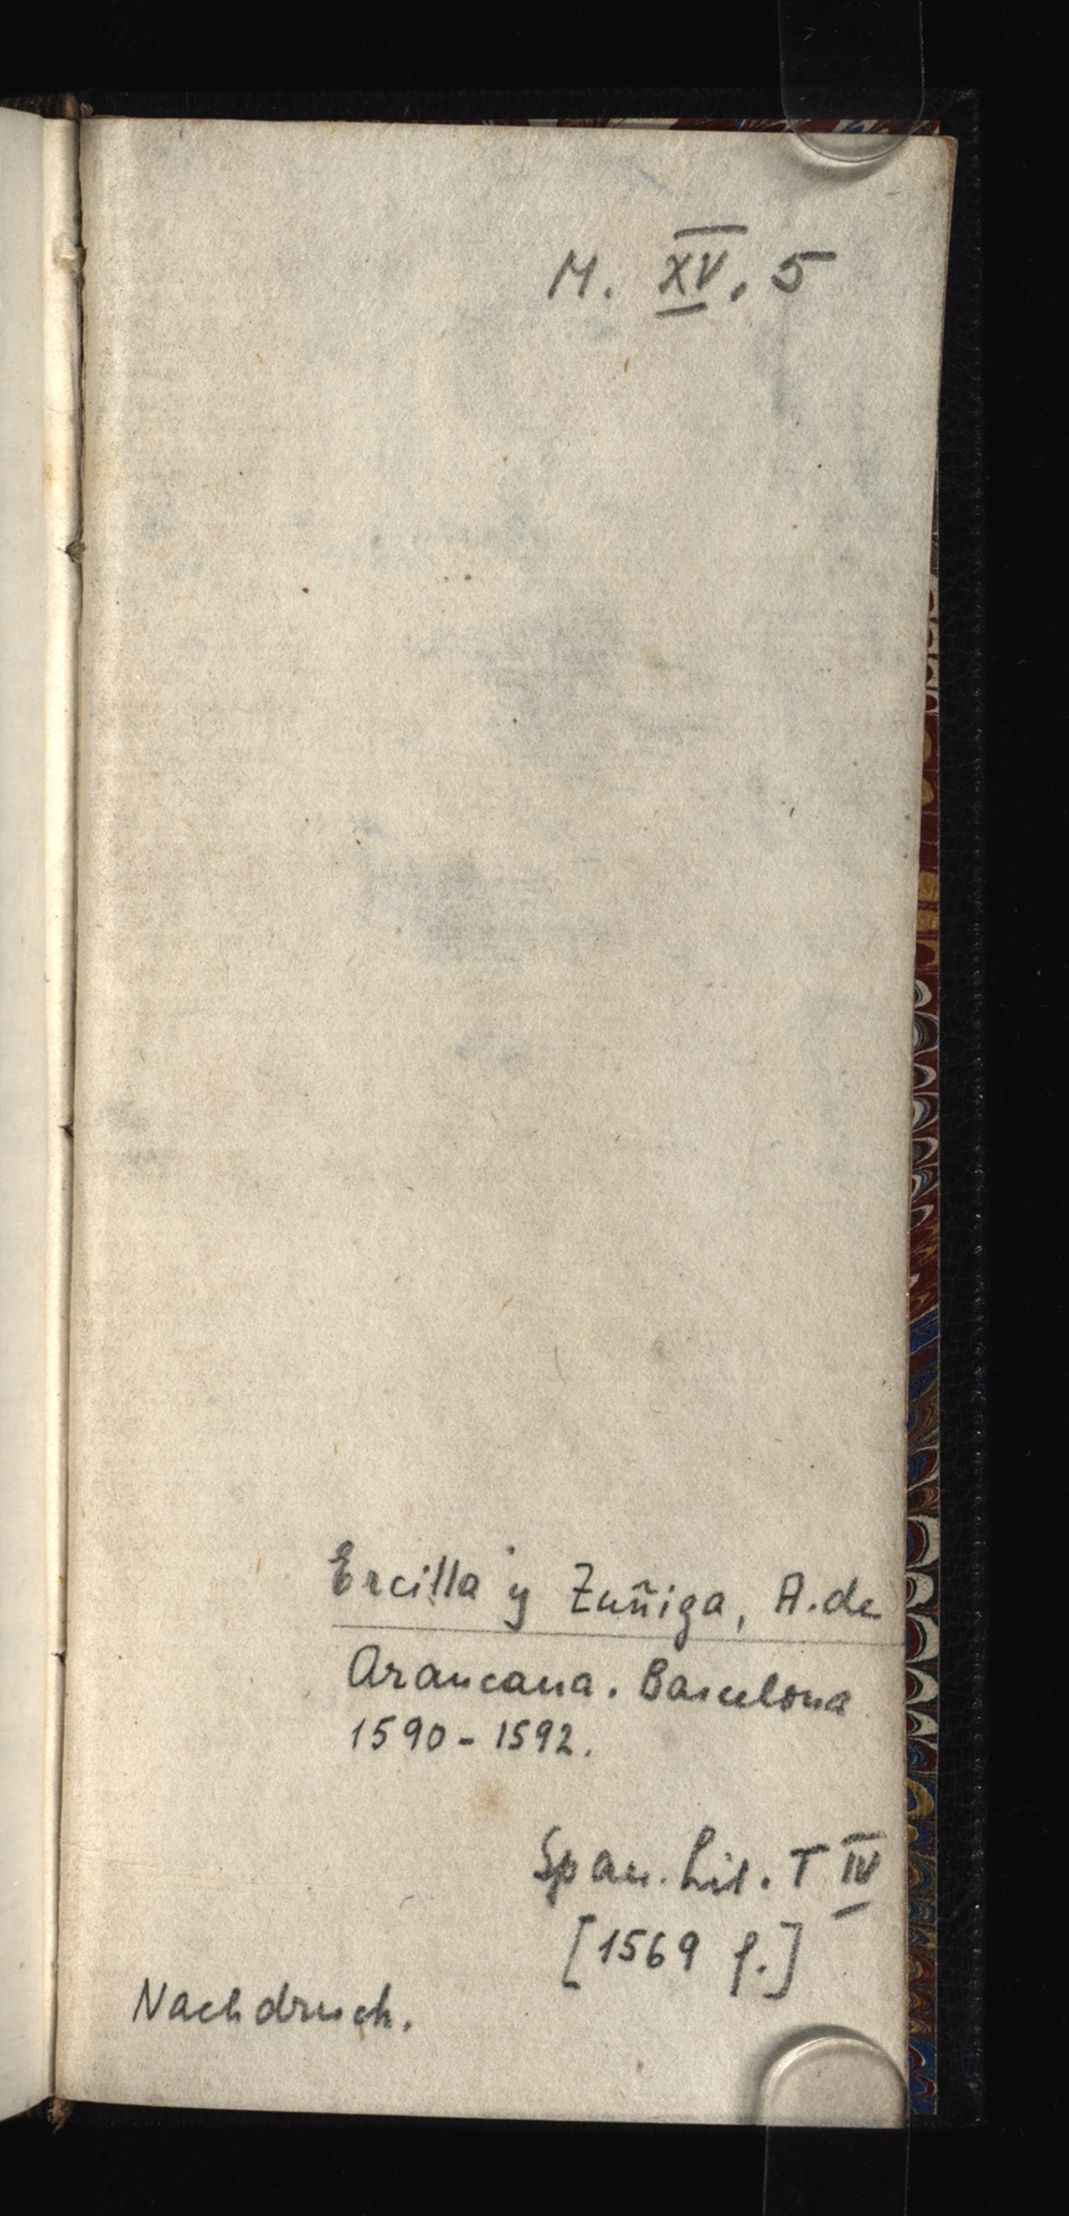 M. XV. 5
Ercilla y Zuñiga, A. de
Araucana. Barcelona
1590-1592.
Span. Lit. T IV
[1569 f.]
Nachdruck.